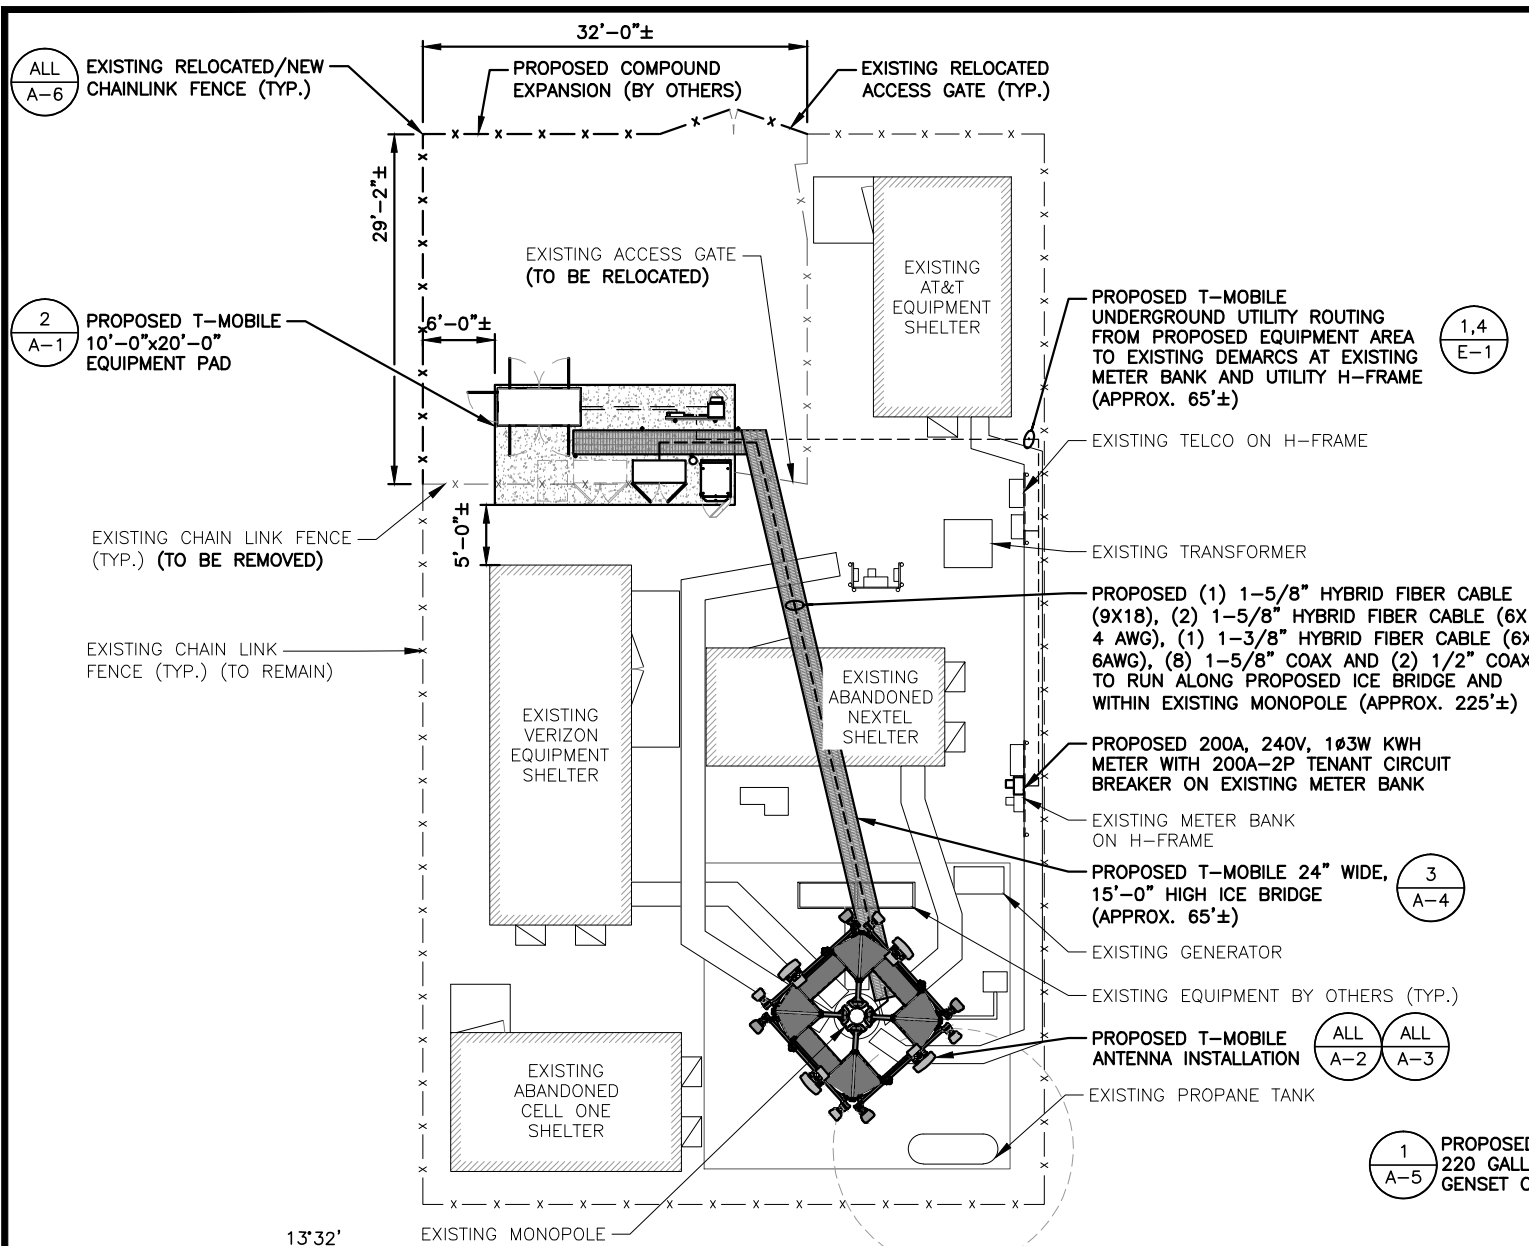 32'-0"±
ALL
A-6
EXISTING RELOCATED/NEW
CHAINLINK FENCE (TYP.)
PROPOSED COMPOUND
EXPANSION (BY OTHERS)
EXISTING RELOCATED
ACCESS GATE (TYP.)
29'-2"±
EXISTING ACCESS GATE
(TO BE RELOCATED)
EXISTING
AT&T
EQUIPMENT
SHELTER
2
A-1
PROPOSED T-MOBILE
10'-0"x20'-0"
EQUIPMENT PAD
6'-0"±
PROPOSED T-MOBILE
UNDERGROUND UTILITY ROUTING
FROM PROPOSED EQUIPMENT AREA
TO EXISTING DEMARCS AT EXISTING
METER BANK AND UTILITY H-FRAME
(APPROX. 65'±)
1,4
E-1
EXISTING TELCO ON H-FRAME
EXISTING CHAIN LINK FENCE
(TYP.) (TO BE REMOVED)
5'-0"±
EXISTING TRANSFORMER
PROPOSED (1) 1-5/8" HYBRID FIBER CABLE
(9X18), (2) 1-5/8" HYBRID FIBER CABLE (6X
4 AWG), (1) 1-3/8" HYBRID FIBER CABLE (6X
6AWG), (8) 1-5/8" COAX AND (2) 1/2" COAX
TO RUN ALONG PROPOSED ICE BRIDGE AND
WITHIN EXISTING MONOPOLE (APPROX. 225'±)
EXISTING CHAIN LINK
FENCE (TYP.) (TO REMAIN)
EXISTING
ABANDONED
NEXTEL
SHELTER
EXISTING
VERIZON
EQUIPMENT
SHELTER
PROPOSED 200A, 240V, 1ø3W KWH
METER WITH 200A-2P TENANT CIRCUIT
BREAKER ON EXISTING METER BANK
EXISTING METER BANK
ON H-FRAME
PROPOSED T-MOBILE 24" WIDE,
15'-0" HIGH ICE BRIDGE
(APPROX. 65'±)
3
A-4
EXISTING GENERATOR
EXISTING EQUIPMENT BY OTHERS (TYP.)
PROPOSED T-MOBILE
ANTENNA INSTALLATION
ALL
A-2
ALL
A-3
EXISTING
ABANDONED
CELL ONE
SHELTER
EXISTING PROPANE TANK
1
A-5
PROPOSED
220 GALL
GENSET
13°32'
EXISTING MONOPOLE